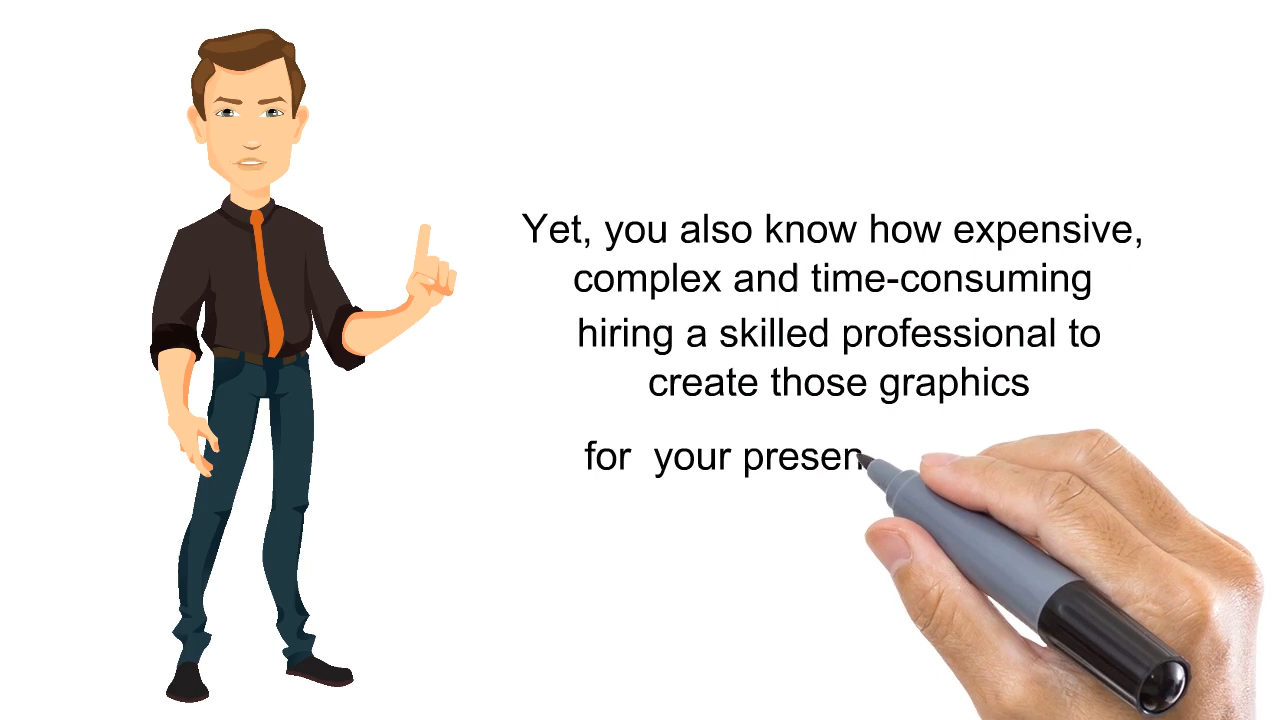 Yet, you also know how expensive,
complex and time-consuming
hiring a skilled professional to
create those graphics
for your presen